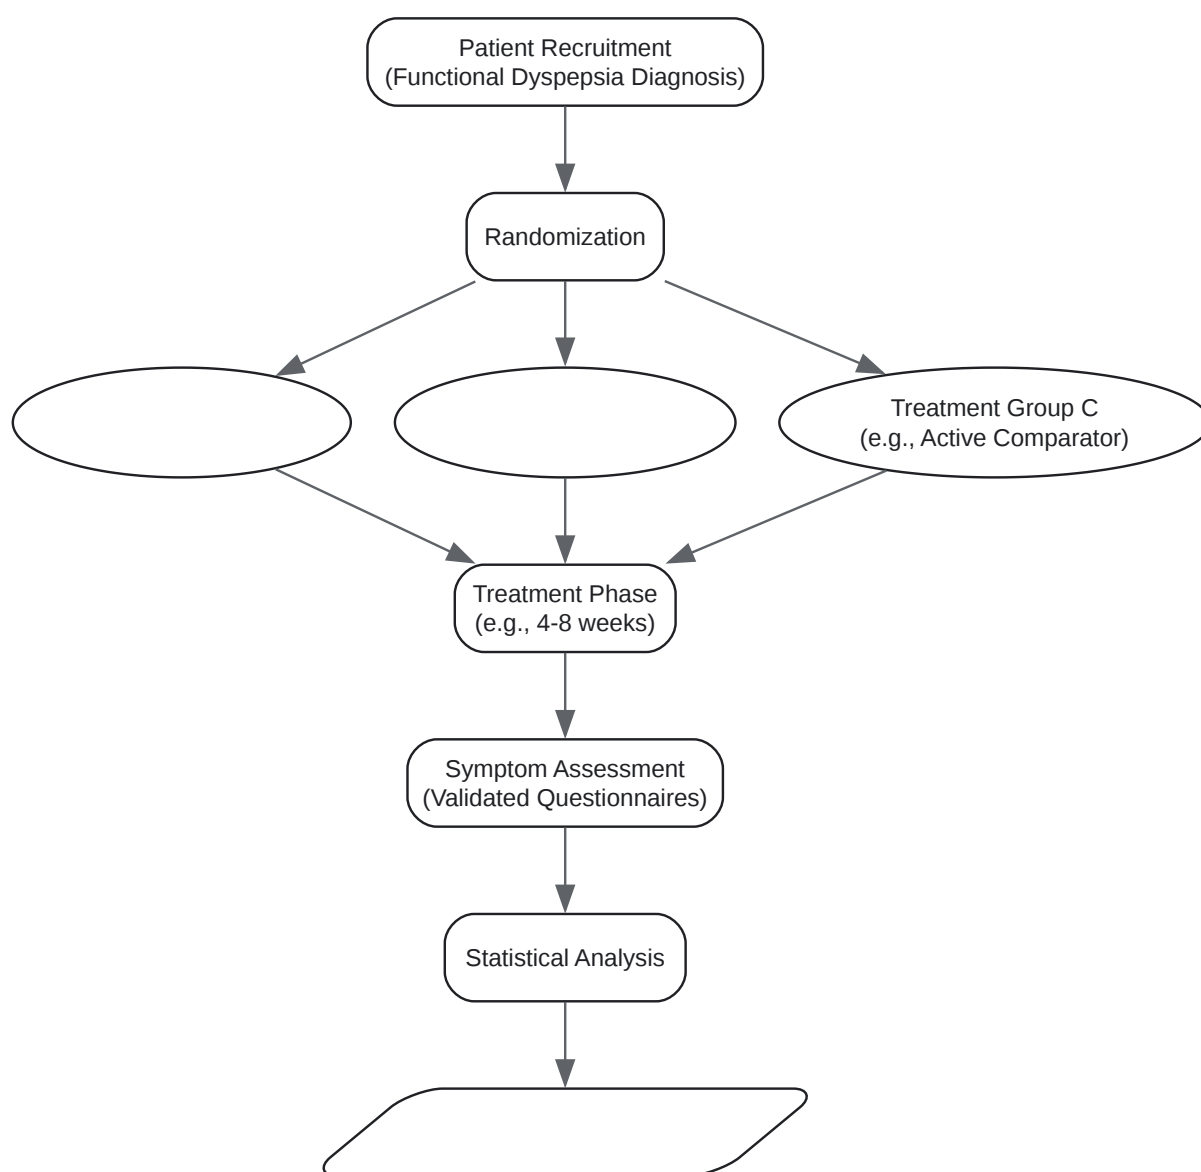 Patient Recruitment
(Functional Dyspepsia Diagnosis)
Randomization
Treatment Group C
(e.g., Active Comparator)
Treatment Phase
(e.g., 4-8 weeks)
Symptom Assessment
(Validated Questionnaires)
Statistical Analysis